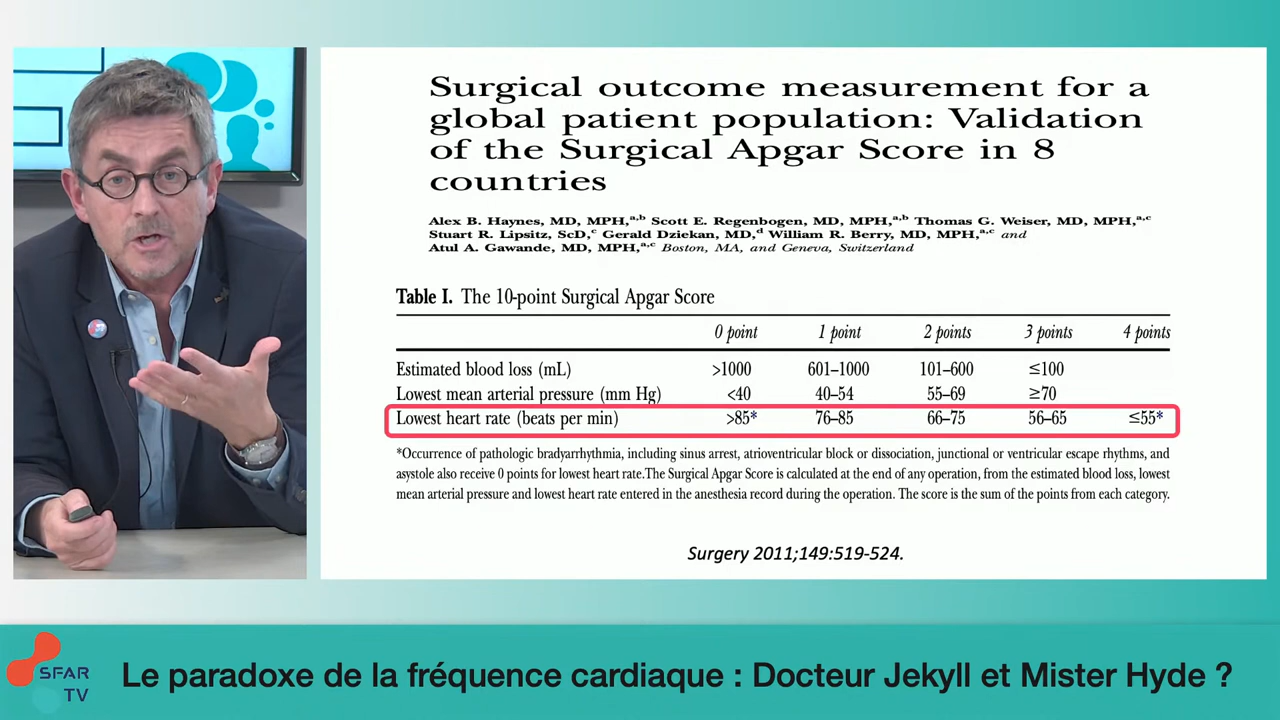 Surgical outcome measurement for a
global patient population: Validation
of the Surgical Apgar Score in 8
countries
Alex B. Haynes, MD, MPH,a,b Scott E. Regenbogen, MD, MPH,a,b Thomas G. Weiser, MD, MPH,a,c
Stuart R. Lipsitz, ScD,c Gerald Dziekan, MD,d William R. Berry, MD, MPH,a,c and
Atul A. Gawande, MD, MPH,a,c Boston, MA, and Geneva, Switzerland
Table I. The 10-point Surgical Apgar Score
0 point 1 point 2 points 3 points 4 points
Estimated blood loss (mL) >1000 601–1000 101–600 ≤100
Lowest mean arterial pressure (mm Hg) <40 40–54 55–69 ≥70
Lowest heart rate (beats per min) >85* 76–85 66–75 56–65 ≤55*
*Occurrence of pathologic bradyarrhythmia, including sinus arrest, atrioventricular block or dissociation, junctional or ventricular escape rhythms, and
asystole also receive 0 points for lowest heart rate.The Surgical Apgar Score is calculated at the end of any operation, from the estimated blood loss, lowest
mean arterial pressure and lowest heart rate entered in the anesthesia record during the operation. The score is the sum of the points from each category.
Surgery 2011;149:519-524.
SFAR
TV
Le paradoxe de la fréquence cardiaque : Docteur Jekyll et Mister Hyde ?